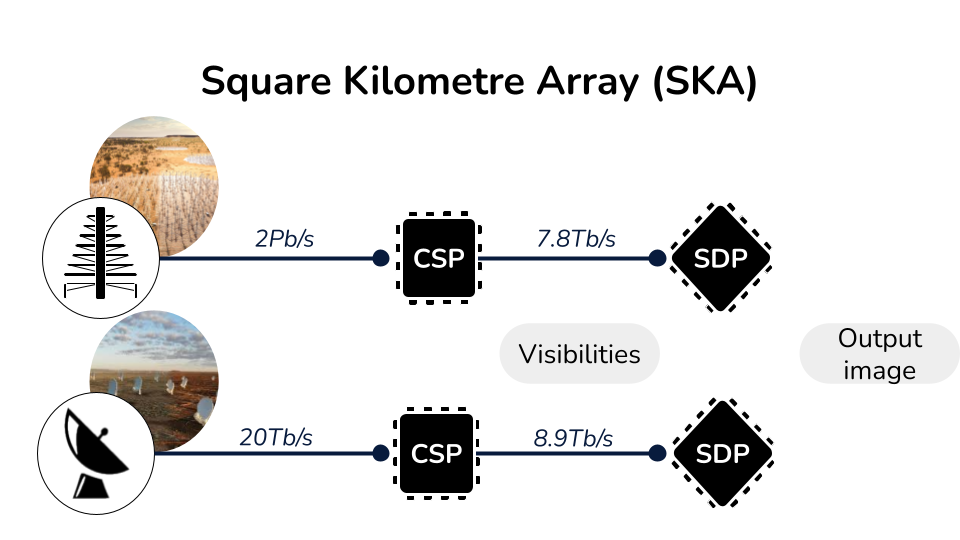 Square Kilometre Array (SKA)
2Pb/s
CSP
7.8Tb/s
SDP
Visibilities
Output
image
20Tb/s
CSP
8.9Tb/s
SDP